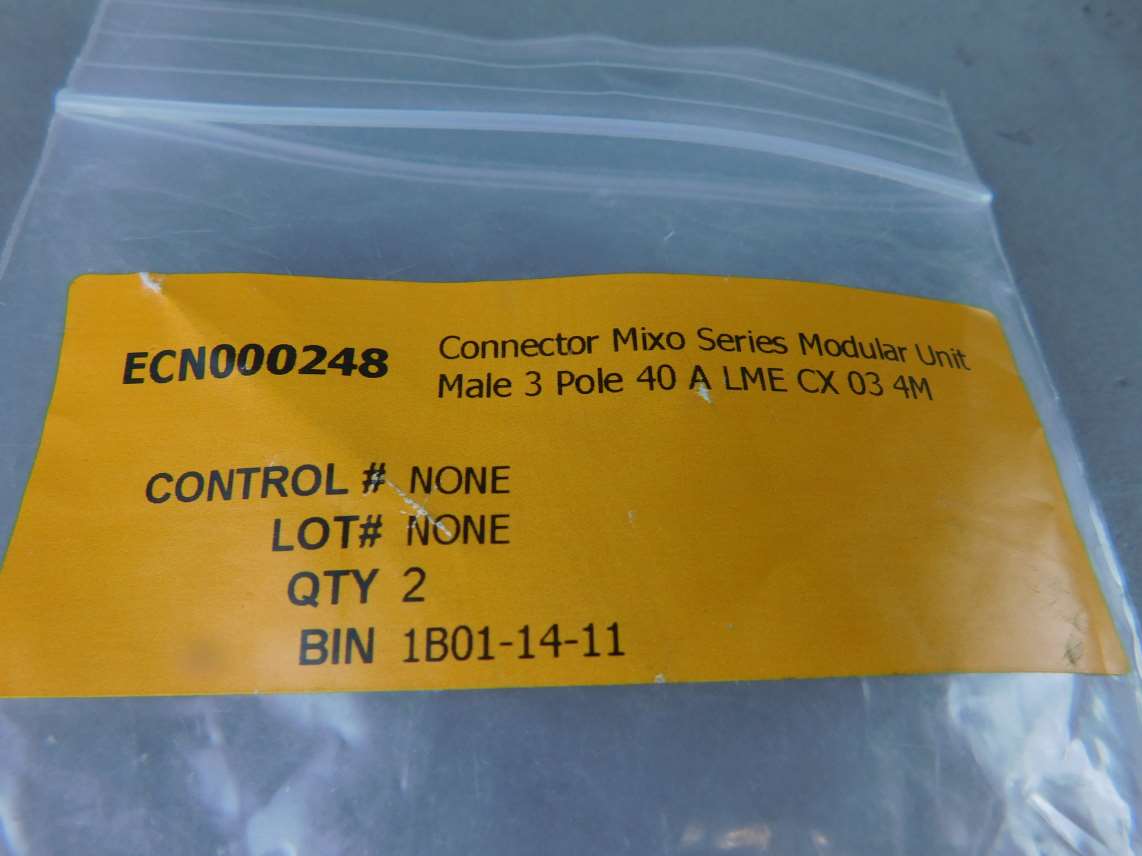 ECN000248 Connector Mixo Series Modular Unit
Male 3 Pole 40 A LME CX 03 4M
CONTROL # NONE
LOT# NONE
QTY 2
BIN 1B01-14-11